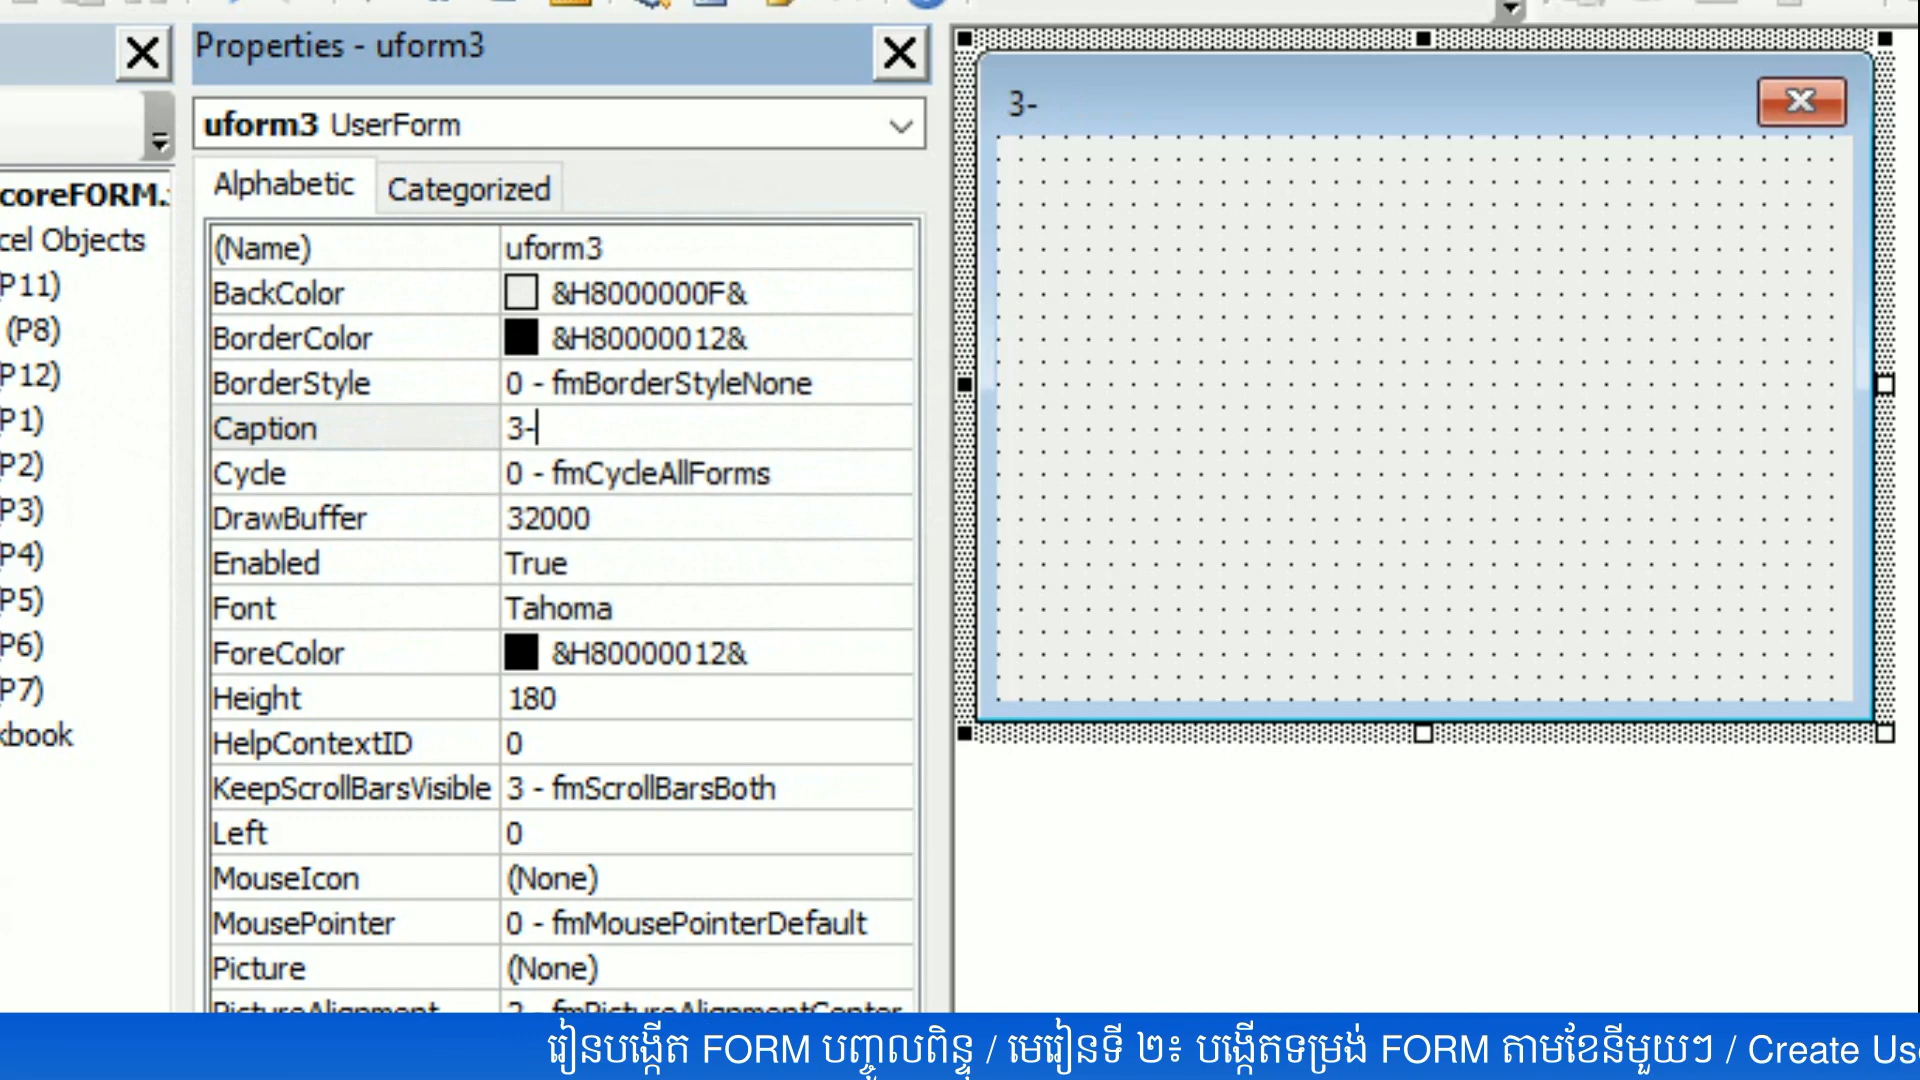 Properties - uform3
uform3 UserForm
Alphabetic
Categorized
coreFORM.
cel Objects
P11)
(P8)
P12)
P1)
P2)
P3)
P4)
P5)
P6)
P7)
kbook
(Name) uform3
BackColor &H8000000F&
BorderColor &H80000012&
BorderStyle 0 - fmBorderStyleNone
Caption 3-
Cycle 0 - fmCycleAllForms
DrawBuffer 32000
Enabled True
Font Tahoma
ForeColor &H80000012&
Height 180
HelpContextID 0
KeepScrollBarsVisible 3 - fmScrollBarsBoth
Left 0
MouseIcon (None)
MousePointer 0 - fmMousePointerDefault
Picture (None)
PictureAlignment 2 - fmPictureAlignmentCenter
3-
រៀនបង្កើត FORM បញ្ចូលពិន្ទុ / មេរៀនទី ២៖ បង្កើតទម្រង់ FORM តាមខែនីមួយៗ / Create Us